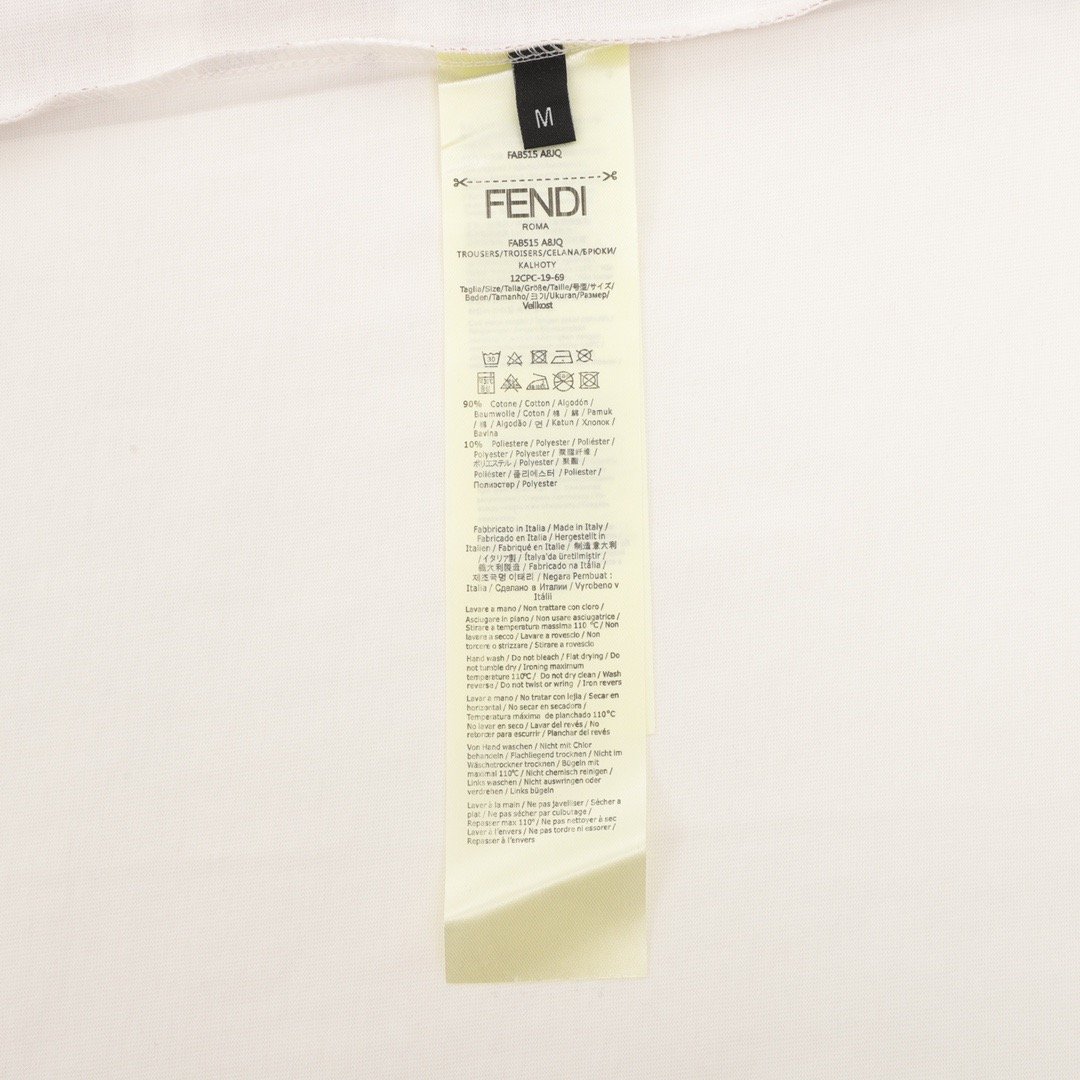 M
FAB515 A8JQ
FENDI
ROMA
FAB515 A8JQ
TROUSERS/TROISERS/CELANA/БРЮКИ/
KALHOTY
12CPC-19-69
Taglia/Size/Talla/Größe/Taille/号型/サイズ/
Beden/Tamanho/크기/Ukuran/Размер/
Velikost
30
90% Cotone / Cotton / Algodón /
Baumwolle / Coton / 棉 / 綿 / Pamuk
/ 棉 / Algodão / 면 / Katun / Хлопок /
Bavlna
10% Poliestere / Polyester / Poliéster /
Polyester / Polyester / 聚酯纤维 /
ポリエステル / Polyester / 聚酯 /
Poliéster / 폴리에스터 / Poliester /
Полиэстер / Polyester
Fabbricato in Italia / Made in Italy /
Fabricado en Italia / Hergestellt in
Italien / Fabriqué en Italie / 制造意大利
/ イタリア製 / İtalya'da üretilmiştir /
義大利製造 / Fabricado na Itália /
제조국명 이태리 / Negara Pembuat :
Italia / Сделано в Италии / Vyrobeno v
Itálii
Lavare a mano / Non trattare con cloro /
Asciugare in piano / Non usare asciugatrice /
Stirare a temperatura massima 110 °C / Non
lavare a secco / Lavare a rovescio / Non
torcere o strizzare / Stirare a rovescio
Hand wash / Do not bleach / Flat drying / Do
not tumble dry / Ironing maximum
temperature 110°C / Do not dry clean / Wash
reverse / Do not twist or wring / Iron revers
Lavar a mano / No tratar con lejia / Secar en
horizontal / No secar en secadora /
Temperatura máxima de planchado 110°C
No lavar en seco / Lavar del revés / No
retorcer para escurrir / Planchar del revés
Von Hand waschen / Nicht mit Chlor
behandeln / Flachliegend trocknen / Nicht im
Wäschetrockner trocknen / Bügeln mit
maximal 110°C / Nicht chemisch reinigen /
Links waschen / Nicht auswringen oder
verdrehen / Links bügeln
Laver à la main / Ne pas javelliser / Sécher a
plat / Ne pas sécher par culbutage /
Repasser max 110° / Ne pas nettoyer à sec
Laver à l'envers / Ne pas tordre ni essorer /
Repasser à l'envers